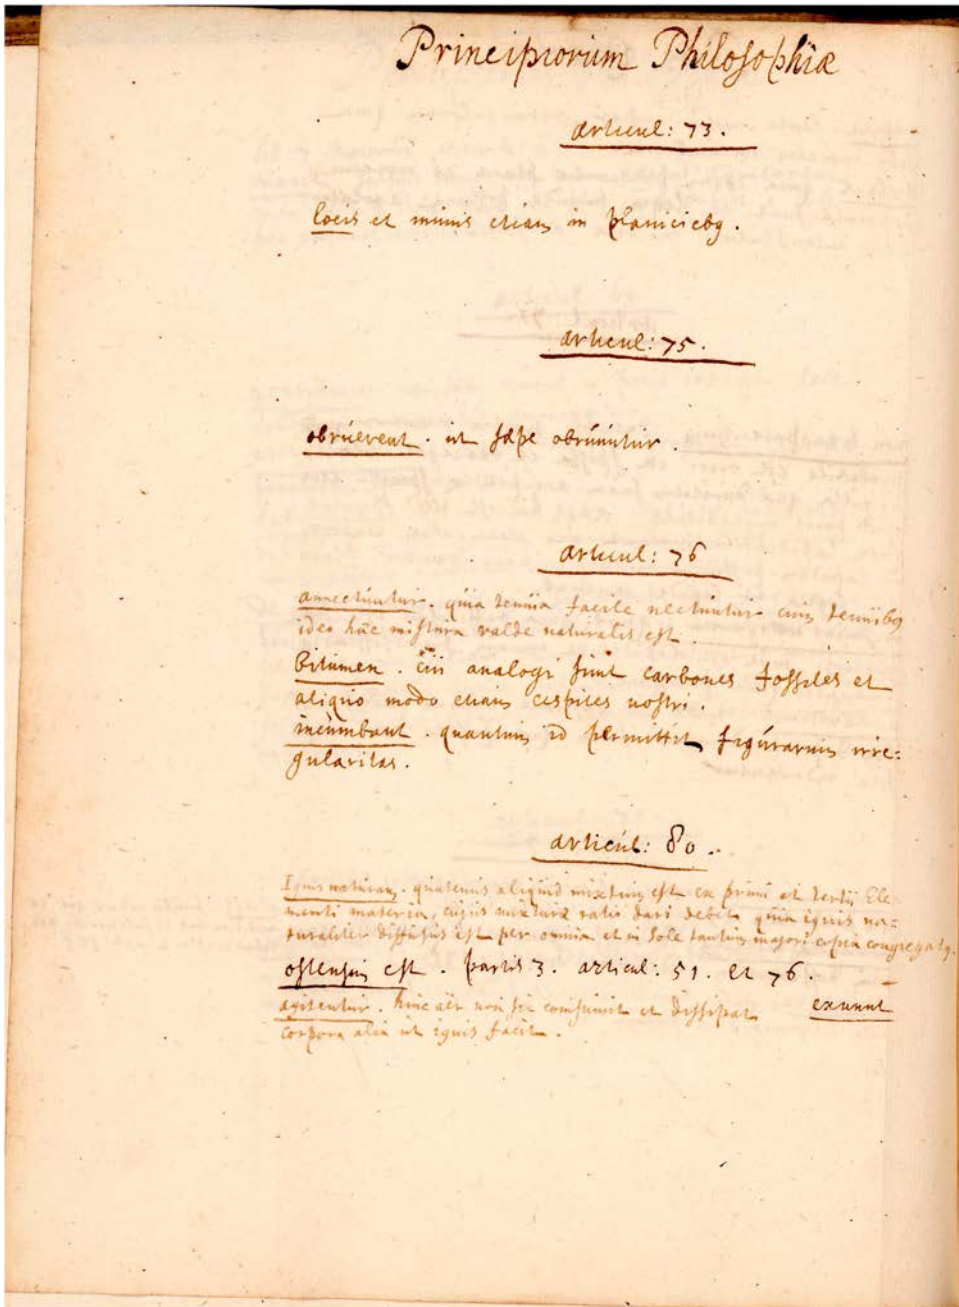 Principiorum Philosophiæ
articul: 73.
locis et minus etiam in planiciebq.
articul: 75.
obruerent. ut sæpe obruuntur.
articul: 76
annectuntur. quia tenuia facile nectuntur cum tenuibq
ideo hæc mistura valde naturalis est.
bitumen. cui analogi sunt carbones fossiles et
aliquo modo etiam cespites nostri.
incumbant. quantum id permittit figurarum irre=
gularitas.
articul: 80.
Ignis naturam. quatenus aliquid mixtum est ex primi et tertii Ele=
menti materia, cujus mixturæ ratio dari debet quia ignis na=
turaliter diffusus est per omnia et in Sole tantum majori copia congregatq.
ostensum est. partis 3. articul: 51. et 76.
agitentur. hinc aër non sic consumit et dissipat
corpora alia ut ignis facit.
exeunt